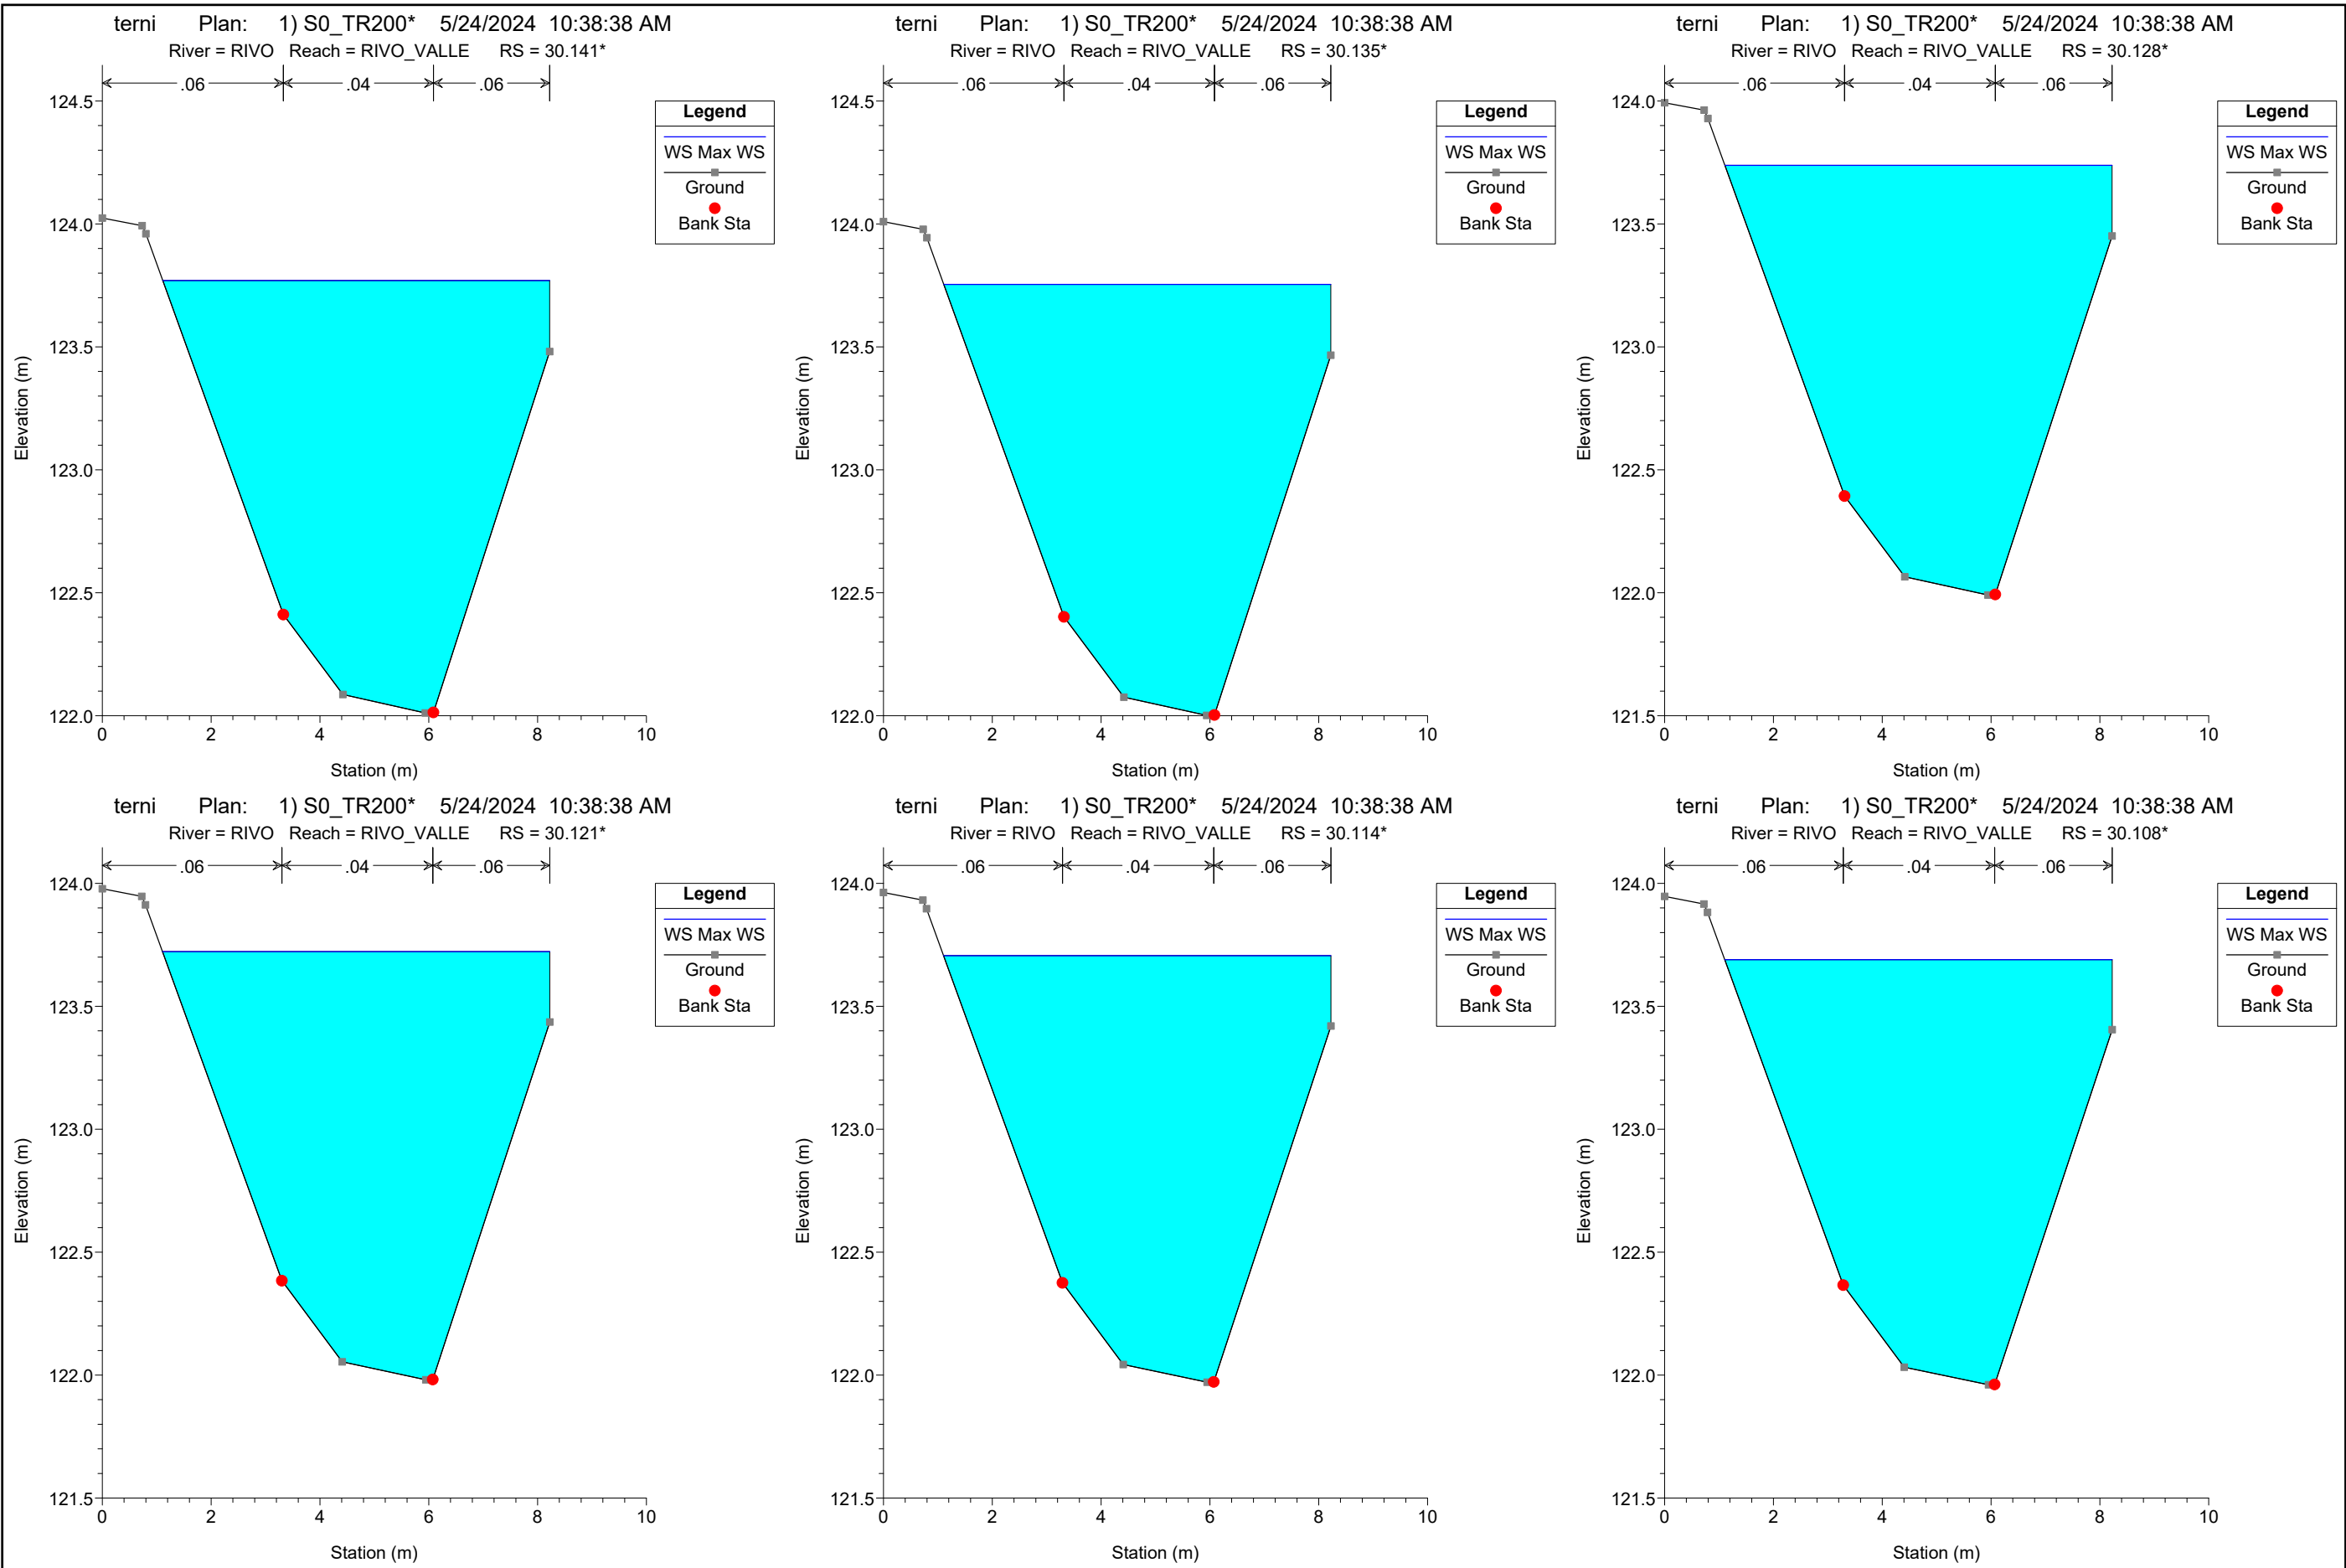 terni Plan: 1) S0_TR200* 5/24/2024 10:38:38 AM
River = RIVO Reach = RIVO_VALLE RS = 30.141*
.06 .04 .06
Legend
WS Max WS
Ground
Bank Sta
124.5
124.0
123.5
123.0
122.5
122.0
Elevation (m)
0 2 4 6 8 10
Station (m)
terni Plan: 1) S0_TR200* 5/24/2024 10:38:38 AM
River = RIVO Reach = RIVO_VALLE RS = 30.135*
.06 .04 .06
Legend
WS Max WS
Ground
Bank Sta
124.5
124.0
123.5
123.0
122.5
122.0
Elevation (m)
0 2 4 6 8 10
Station (m)
terni Plan: 1) S0_TR200* 5/24/2024 10:38:38 AM
River = RIVO Reach = RIVO_VALLE RS = 30.128*
.06 .04 .06
Legend
WS Max WS
Ground
Bank Sta
124.0
123.5
123.0
122.5
122.0
121.5
Elevation (m)
0 2 4 6 8 10
Station (m)
terni Plan: 1) S0_TR200* 5/24/2024 10:38:38 AM
River = RIVO Reach = RIVO_VALLE RS = 30.121*
.06 .04 .06
Legend
WS Max WS
Ground
Bank Sta
124.0
123.5
123.0
122.5
122.0
121.5
Elevation (m)
0 2 4 6 8 10
Station (m)
terni Plan: 1) S0_TR200* 5/24/2024 10:38:38 AM
River = RIVO Reach = RIVO_VALLE RS = 30.114*
.06 .04 .06
Legend
WS Max WS
Ground
Bank Sta
124.0
123.5
123.0
122.5
122.0
121.5
Elevation (m)
0 2 4 6 8 10
Station (m)
terni Plan: 1) S0_TR200* 5/24/2024 10:38:38 AM
River = RIVO Reach = RIVO_VALLE RS = 30.108*
.06 .04 .06
Legend
WS Max WS
Ground
Bank Sta
124.0
123.5
123.0
122.5
122.0
121.5
Elevation (m)
0 2 4 6 8 10
Station (m)